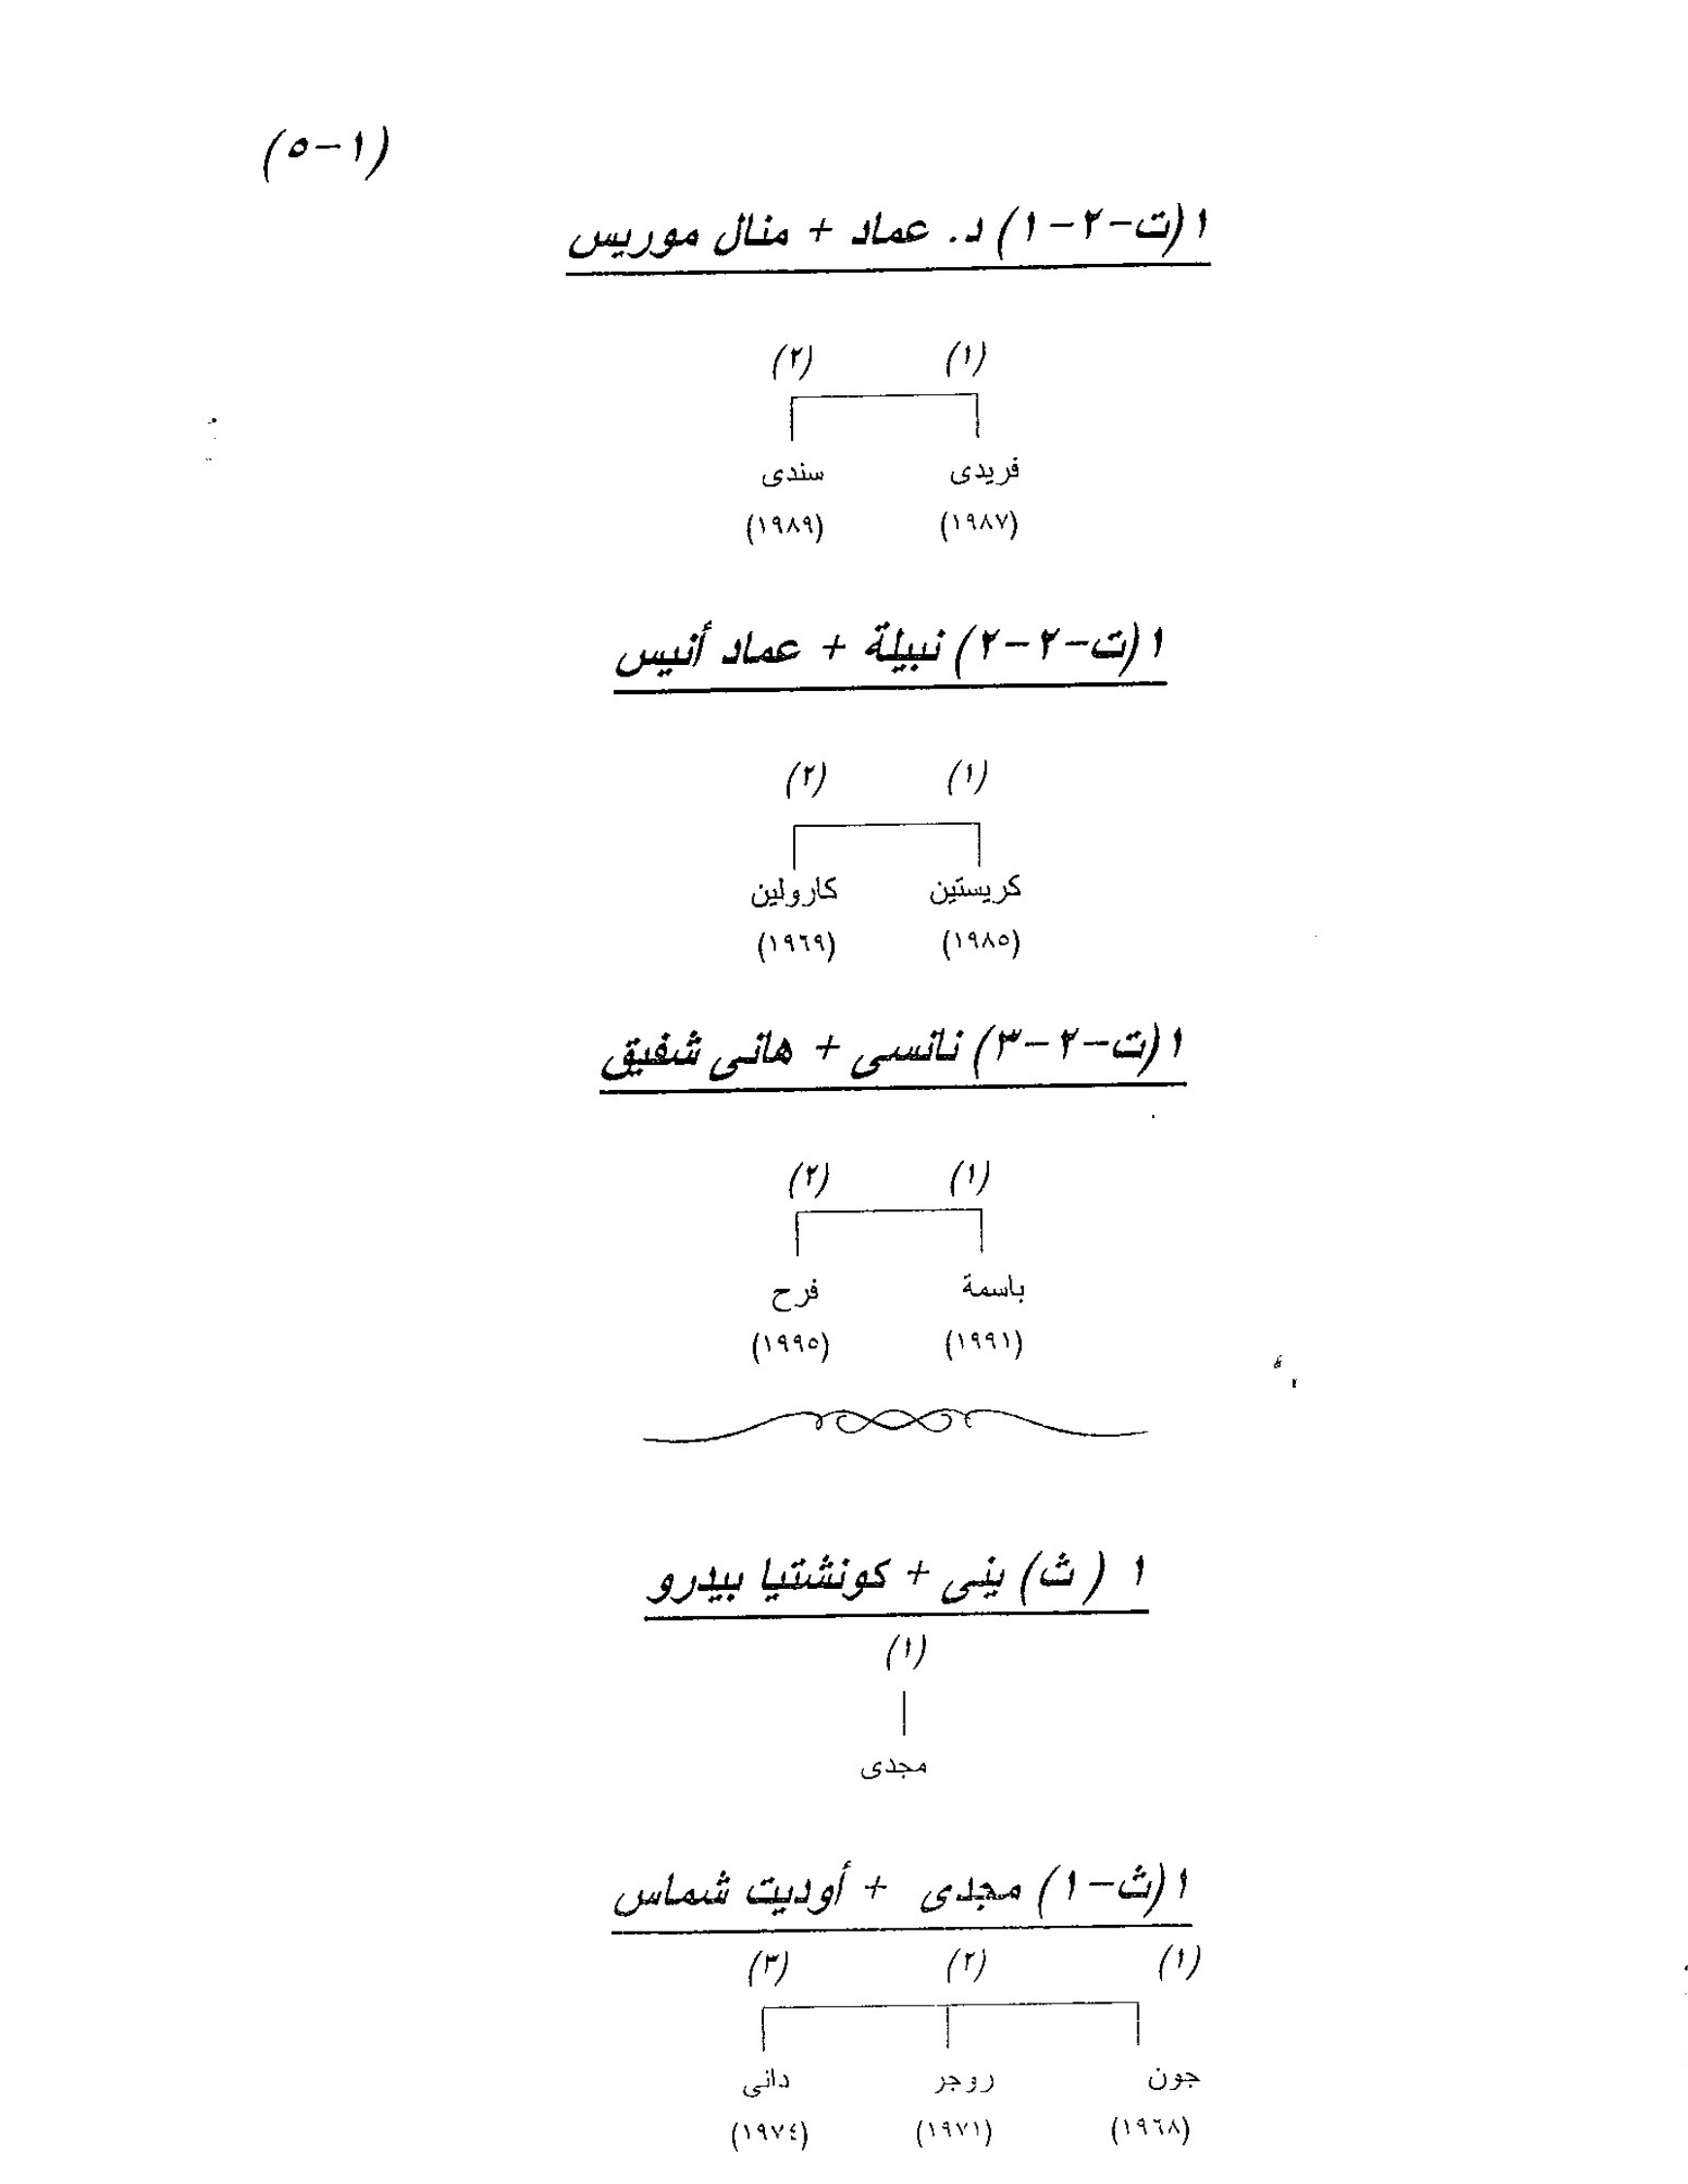 (١-٥)
١(ت-٢-١) د. عماد + منال موريس
(١) (٢)
فريدى سندى
(١٩٨٧) (١٩٨٩)
١(ت-٢-٢) نبيلة + عماد أنيس
(١) (٢)
كريستين كارولين
(١٩٨٥) (١٩٦٩)
١(ت-٢-٣) نانسى + هانى شفيق
(١) (٢)
باسمة فرح
(١٩٩١) (١٩٩٥)
١ (ث) ينى + كونشتيا بيدرو
(١)
مجدى
١(ث-١) مجدى + أوديت شماس
(١) (٢) (٣)
جون روجر دانى
(١٩٦٨) (١٩٧١) (١٩٧٤)